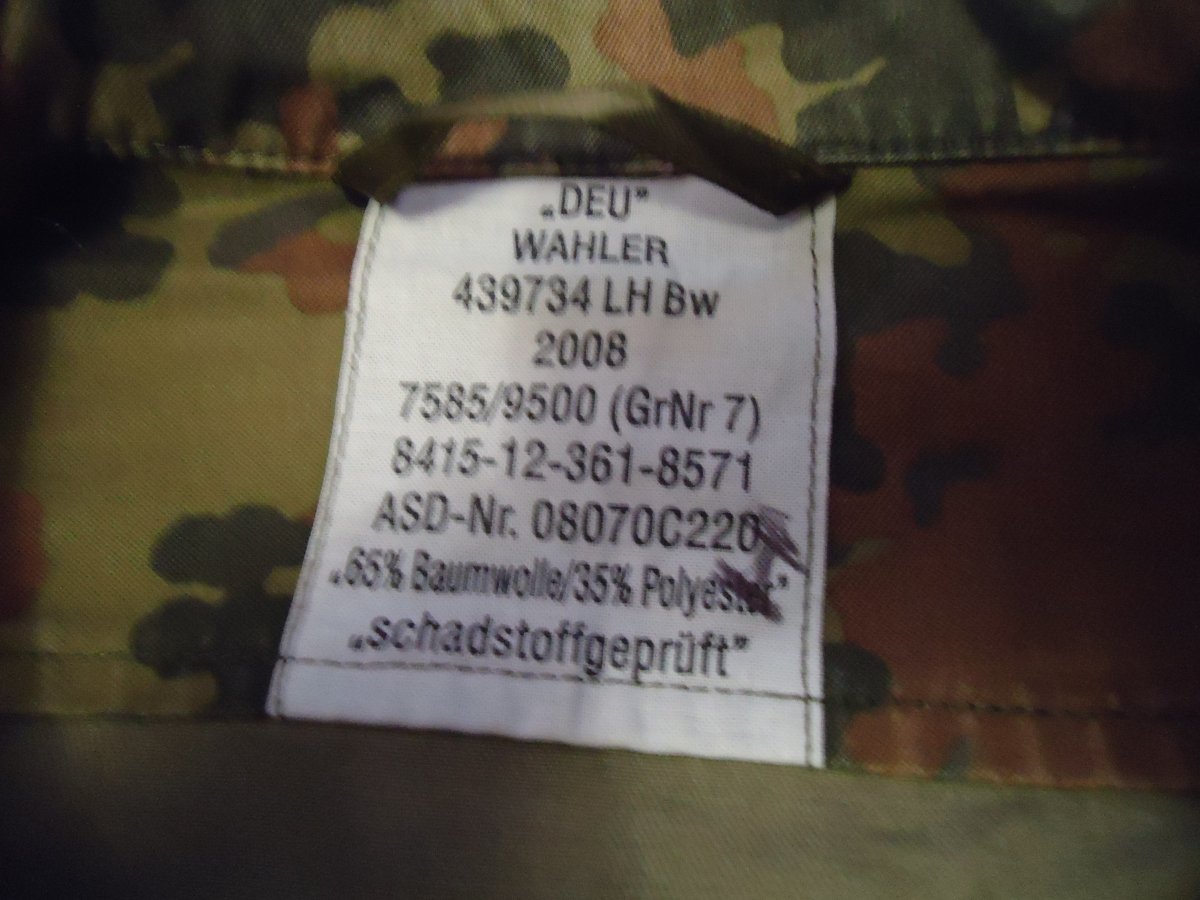 „DEU”
WAHLER
439734 LH Bw
2008
7585/9500 (GrNr 7)
8415-12-361-8571
ASD-Nr. 08070C220
„65% Baumwolle/35% Polyester”
„schadstoffgeprüft”